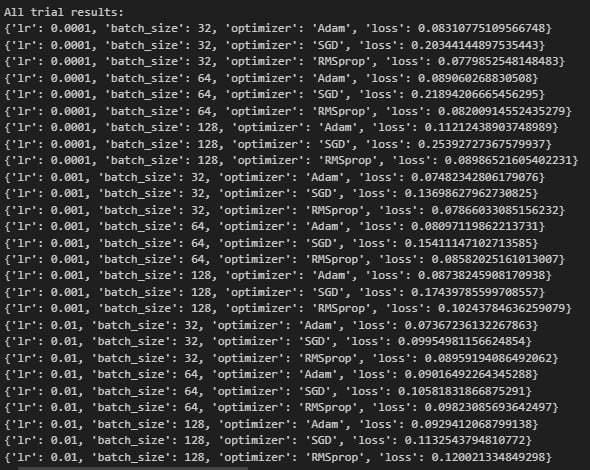 All trial results:
{'lr': 0.0001, 'batch_size': 32, 'optimizer': 'Adam', 'loss': 0.08310775109566748}
{'lr': 0.0001, 'batch_size': 32, 'optimizer': 'SGD', 'loss': 0.20344144897535443}
{'lr': 0.0001, 'batch_size': 32, 'optimizer': 'RMSprop', 'loss': 0.0779852548148483}
{'lr': 0.0001, 'batch_size': 64, 'optimizer': 'Adam', 'loss': 0.089060268830508}
{'lr': 0.0001, 'batch_size': 64, 'optimizer': 'SGD', 'loss': 0.21894206665456295}
{'lr': 0.0001, 'batch_size': 64, 'optimizer': 'RMSprop', 'loss': 0.08200914552435279}
{'lr': 0.0001, 'batch_size': 128, 'optimizer': 'Adam', 'loss': 0.11212438903748989}
{'lr': 0.0001, 'batch_size': 128, 'optimizer': 'SGD', 'loss': 0.25392727367579937}
{'lr': 0.0001, 'batch_size': 128, 'optimizer': 'RMSprop', 'loss': 0.08986521605402231}
{'lr': 0.001, 'batch_size': 32, 'optimizer': 'Adam', 'loss': 0.07482342806179076}
{'lr': 0.001, 'batch_size': 32, 'optimizer': 'SGD', 'loss': 0.13698627962730825}
{'lr': 0.001, 'batch_size': 32, 'optimizer': 'RMSprop', 'loss': 0.07866033085156232}
{'lr': 0.001, 'batch_size': 64, 'optimizer': 'Adam', 'loss': 0.08097119862213731}
{'lr': 0.001, 'batch_size': 64, 'optimizer': 'SGD', 'loss': 0.15411147102713585}
{'lr': 0.001, 'batch_size': 64, 'optimizer': 'RMSprop', 'loss': 0.08582025161013007}
{'lr': 0.001, 'batch_size': 128, 'optimizer': 'Adam', 'loss': 0.08738245908170938}
{'lr': 0.001, 'batch_size': 128, 'optimizer': 'SGD', 'loss': 0.17439785599708557}
{'lr': 0.001, 'batch_size': 128, 'optimizer': 'RMSprop', 'loss': 0.10243784636259079}
{'lr': 0.01, 'batch_size': 32, 'optimizer': 'Adam', 'loss': 0.07367236132267863}
{'lr': 0.01, 'batch_size': 32, 'optimizer': 'SGD', 'loss': 0.09954981156624854}
{'lr': 0.01, 'batch_size': 32, 'optimizer': 'RMSprop', 'loss': 0.08959194086492062}
{'lr': 0.01, 'batch_size': 64, 'optimizer': 'Adam', 'loss': 0.09016492264345288}
{'lr': 0.01, 'batch_size': 64, 'optimizer': 'SGD', 'loss': 0.10581831866875291}
{'lr': 0.01, 'batch_size': 64, 'optimizer': 'RMSprop', 'loss': 0.09823085693642497}
{'lr': 0.01, 'batch_size': 128, 'optimizer': 'Adam', 'loss': 0.0929412068799138}
{'lr': 0.01, 'batch_size': 128, 'optimizer': 'SGD', 'loss': 0.1132543794810772}
{'lr': 0.01, 'batch_size': 128, 'optimizer': 'RMSprop', 'loss': 0.120021334849298}